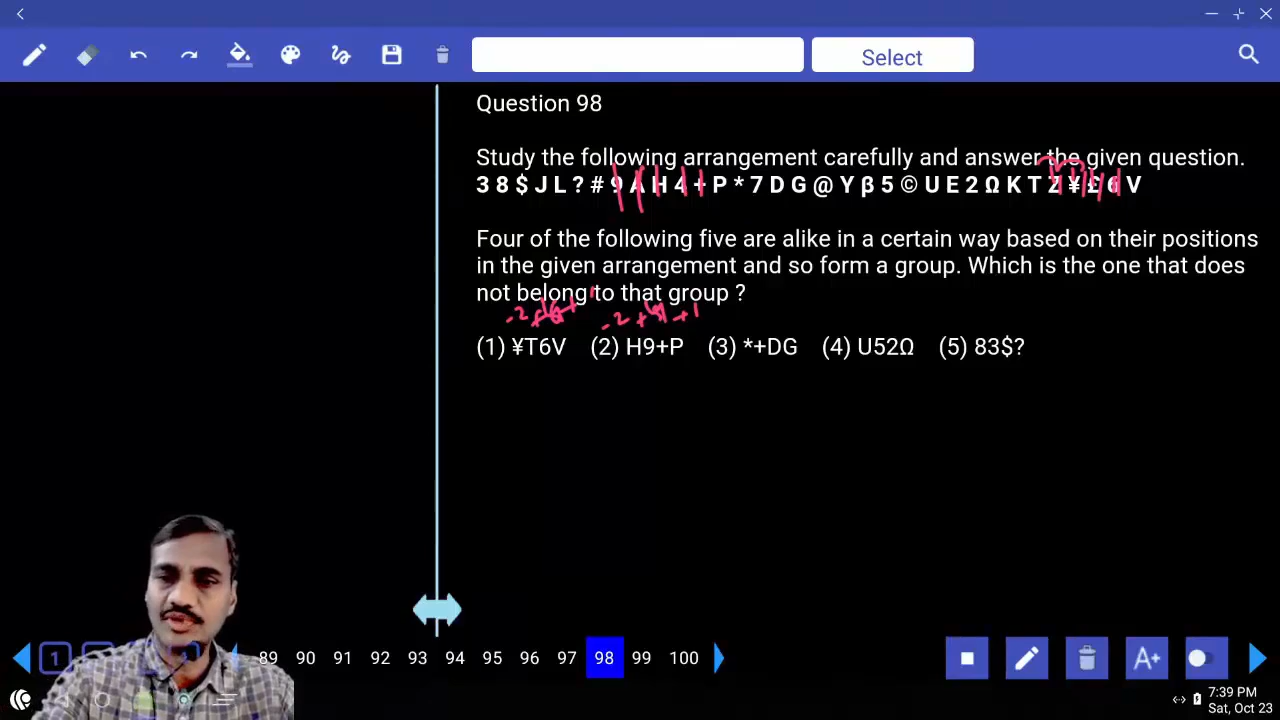 Select
Question 98
Study the following arrangement carefully and answer the given question.
3 8 $ J L ? # 9 A H 4 + P * 7 D G @ Y β 5 © U E 2 Ω K T Z ¥ £ 6 V
Four of the following five are alike in a certain way based on their positions
in the given arrangement and so form a group. Which is the one that does
not belong to that group ?
-2 +4 +1
(1) ¥T6V (2) H9+P (3) *+DG (4) U52Ω (5) 83$?
1 89 90 91 92 93 94 95 96 97 98 99 100
A+
7:39 PM
Sat, Oct 23